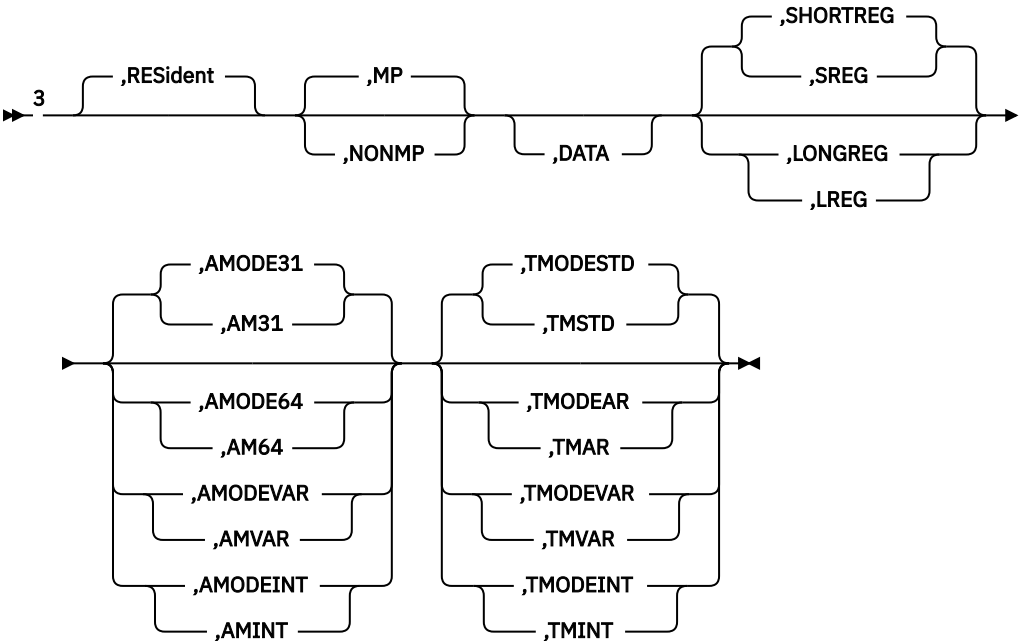 ,SHORTREG
,RESident ,MP ,SREG
3
,NONMP ,DATA ,LONGREG
,LREG
,AMODE31 ,TMODESTD
,AM31 ,TMSTD
,AMODE64 ,TMODEAR
,AM64 ,TMAR
,AMODEVAR ,TMODEVAR
,AMVAR ,TMVAR
,AMODEINT ,TMODEINT
,AMINT ,TMINT